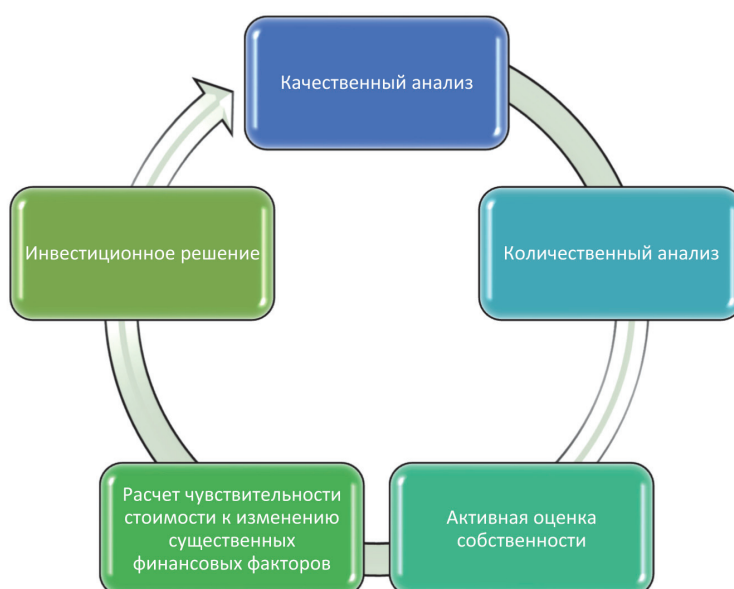 Качественный анализ
Количественный анализ
Активная оценка
собственности
Расчет чувствительности
стоимости к изменению
существенных
финансовых факторов
Инвестиционное решение